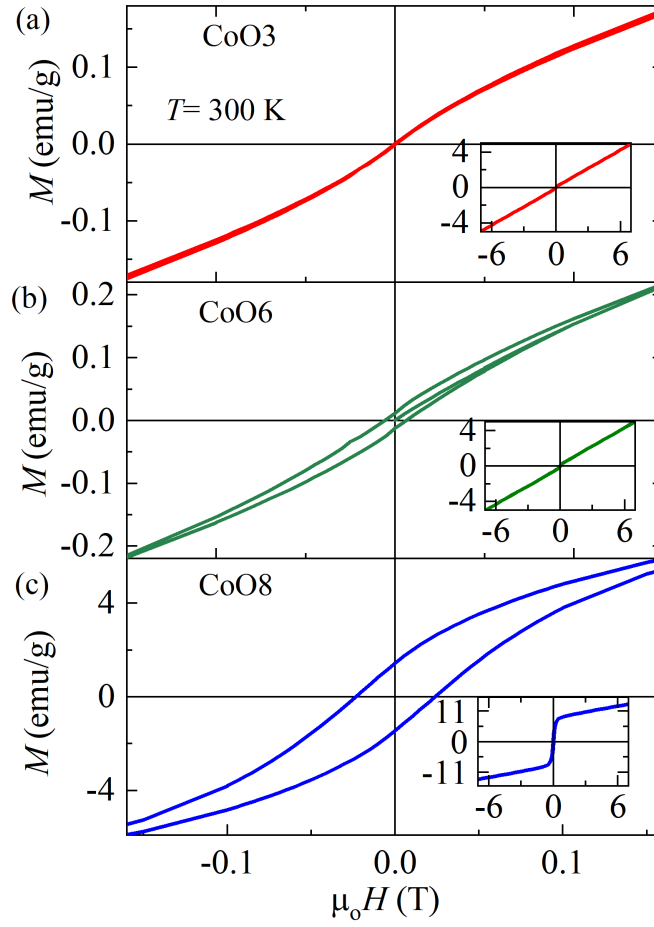 (a)
CoO3
T= 300 K
M (emu/g)
0.1
0.0
-0.1
4
0
-4
-6 0 6
(b)
CoO6
M (emu/g)
0.2
0.1
0.0
-0.1
-0.2
4
0
-4
-6 0 6
(c)
CoO8
M (emu/g)
4
0
-4
11
0
-11
-6 0 6
-0.1 0.0 0.1
μₒH (T)